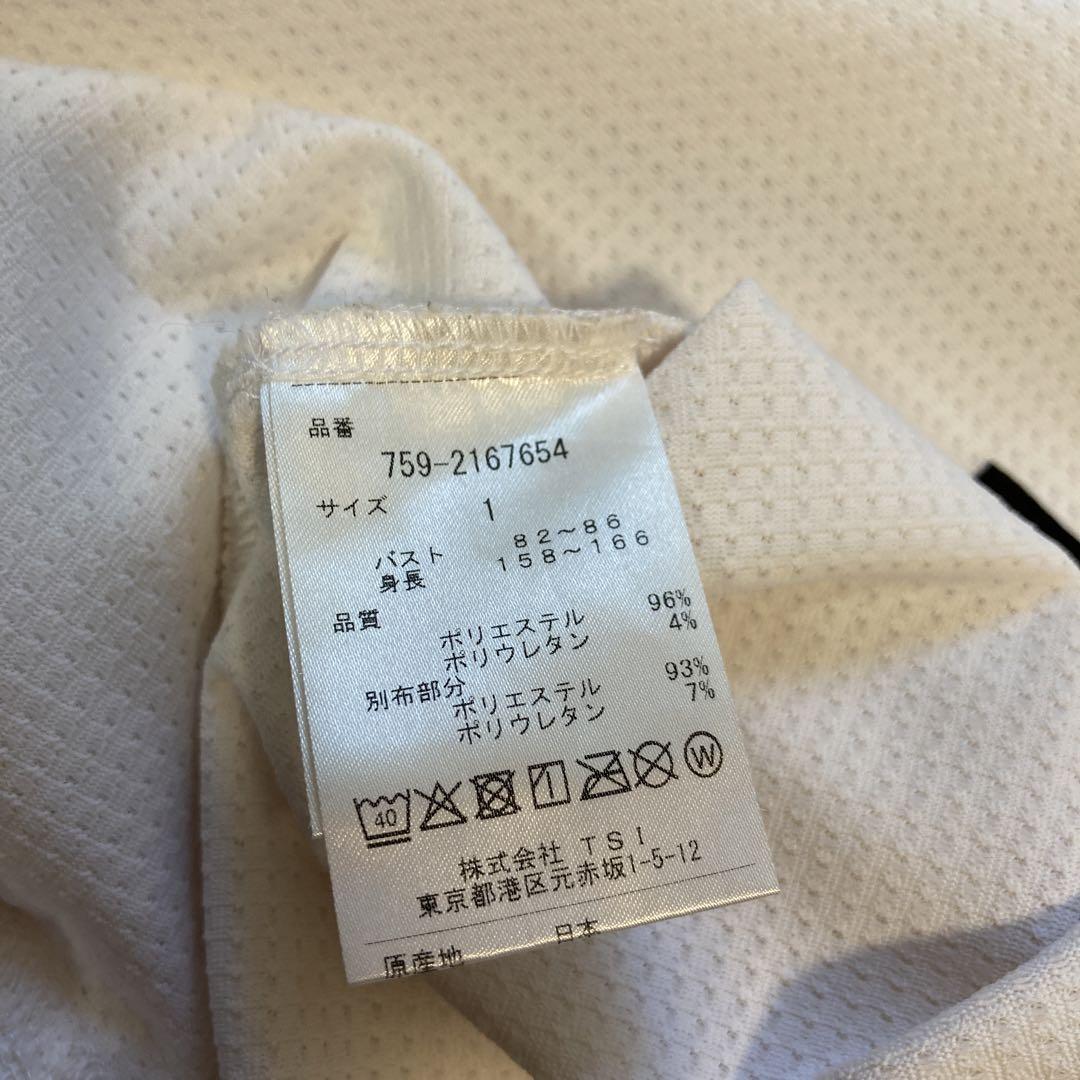 品番
759-2167654
サイズ 1
バスト 82～86
身長 158～166
品質
ポリエステル 96%
ポリウレタン 4%
別布部分
ポリエステル 93%
ポリウレタン 7%
40 W
株式会社 TSI
東京都港区元赤坂1-5-12
原産地 日本